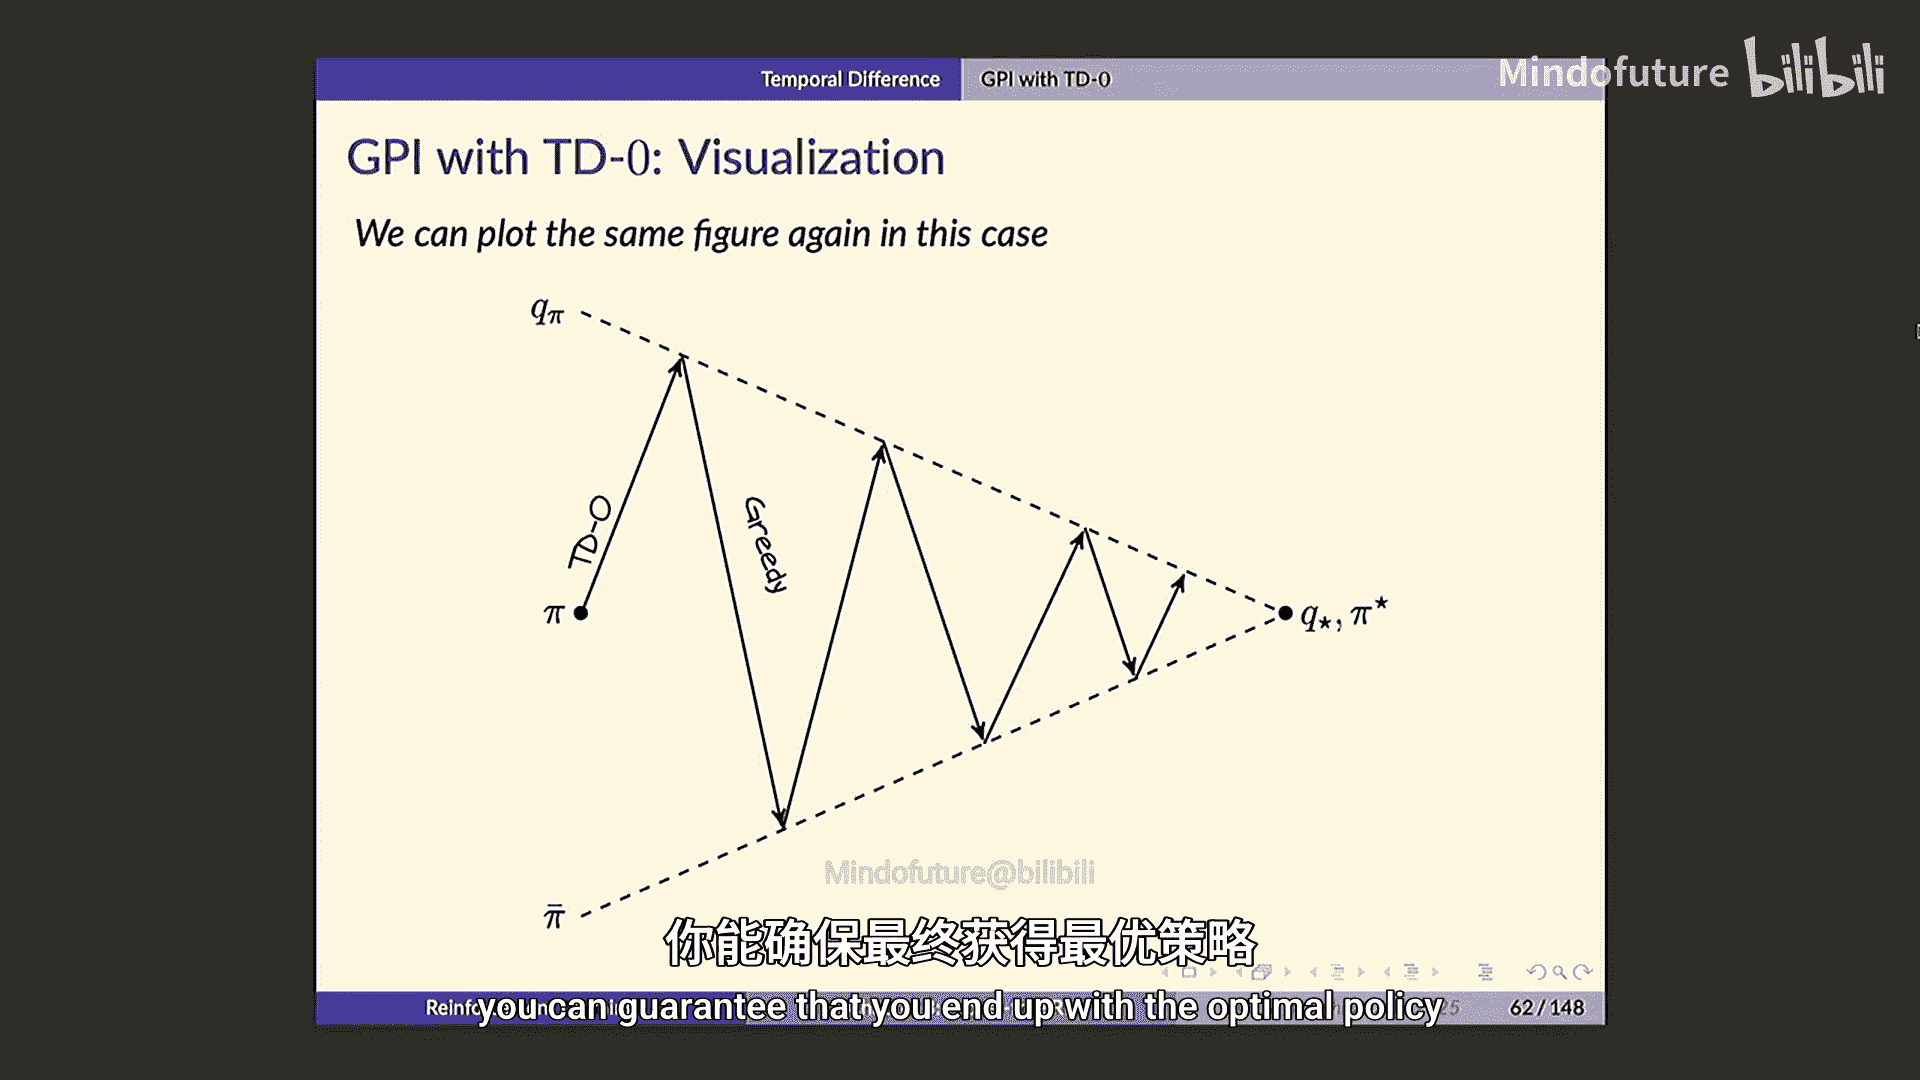 Mindofuture bilibili
Temporal Difference GPI with TD-0
GPI with TD-0: Visualization
We can plot the same figure again in this case
qπ
TD-0
Greedy
π
q⋆, π⋆
Mindofuture@bilibili
π̄
你能确保最终获得最优策略
you can guarantee that you end up with the optimal policy
62 / 148